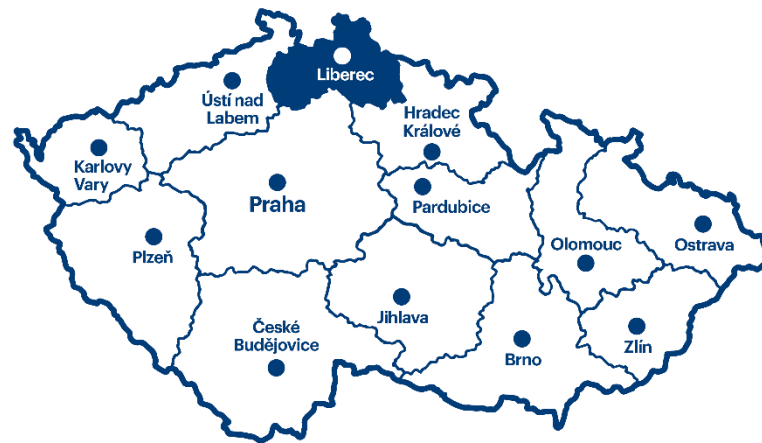 Liberec
Ústí nad
Labem
Hradec
Králové
Karlovy
Vary
Praha
Pardubice
Plzeň
Olomouc
Ostrava
České
Budějovice
Jihlava
Brno
Zlín